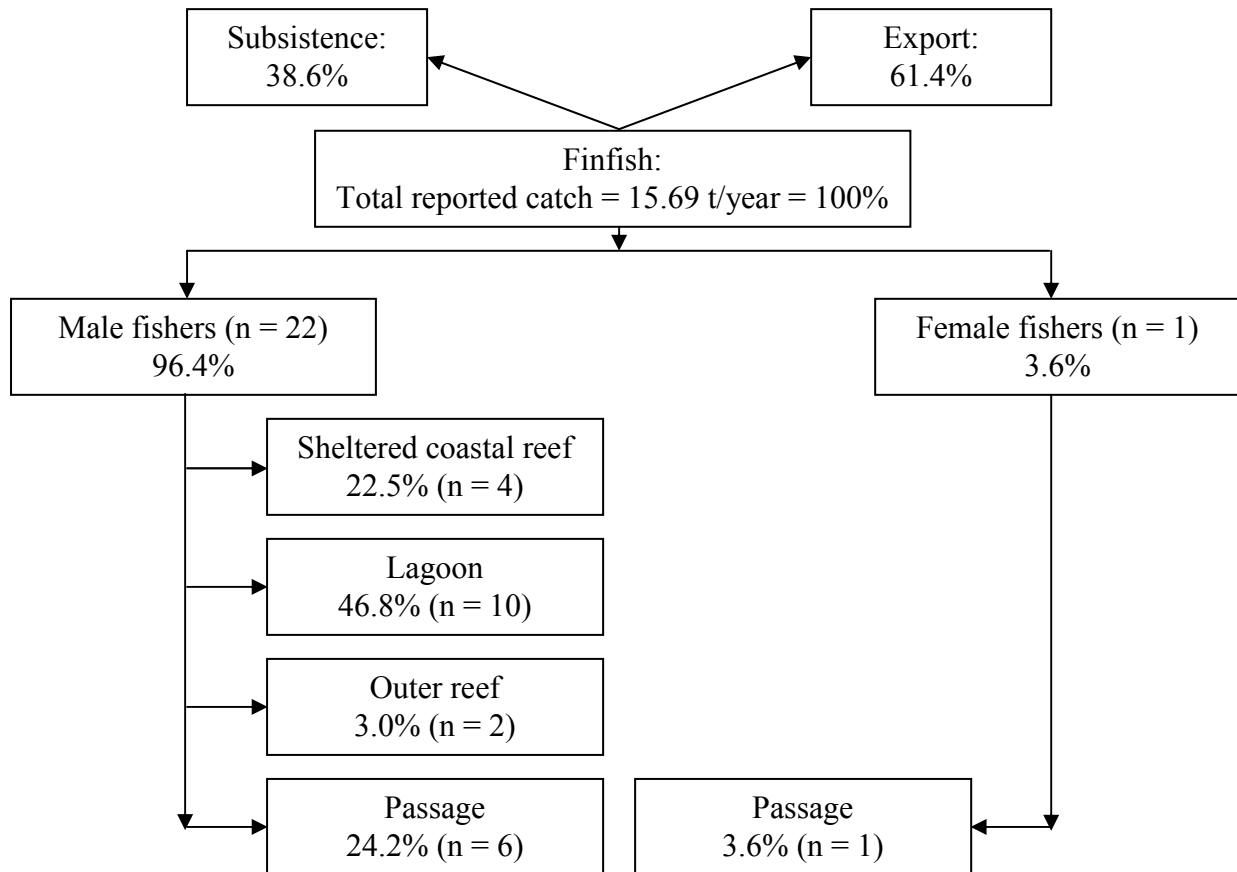 Subsistence:
38.6%
Export:
61.4%
Finfish:
Total reported catch = 15.69 t/year = 100%
Male fishers (n = 22)
96.4%
Female fishers (n = 1)
3.6%
Sheltered coastal reef
22.5% (n = 4)
Lagoon
46.8% (n = 10)
Outer reef
3.0% (n = 2)
Passage
24.2% (n = 6)
Passage
3.6% (n = 1)